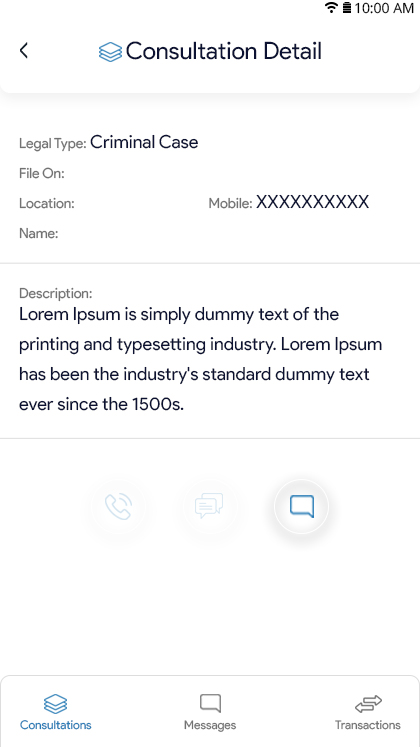 10:00 AM
Consultation Detail
Legal Type: Criminal Case
File On:
Location: Mobile: XXXXXXXXXX
Name:
Description:
Lorem Ipsum is simply dummy text of the
printing and typesetting industry. Lorem Ipsum
has been the industry's standard dummy text
ever since the 1500s.
Consultations Messages Transactions